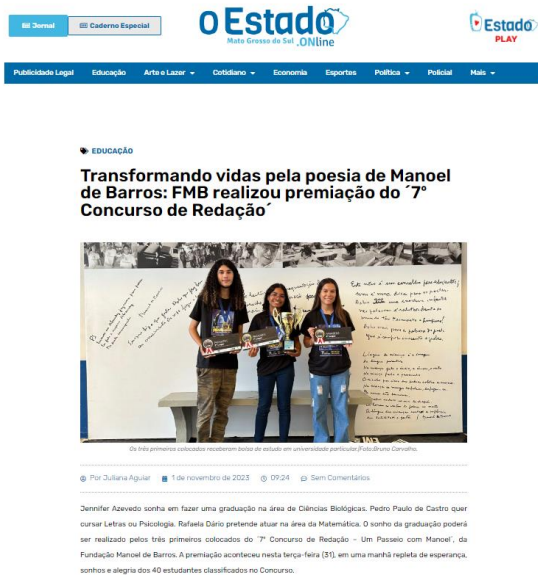 Jornal
Caderno Especial
O Estado
Mato Grosso do Sul .ONline
Estado
PLAY
Publicidade Legal Educação Arte e Lazer Cotidiano Economia Esportes Política Policial Mais
EDUCAÇÃO
Transformando vidas pela poesia de Manoel
de Barros: FMB realizou premiação do ´7º
Concurso de Redação´
Os três primeiros colocados receberam bolsa de estudo em universidade particular.(Foto:Bruna Carvalho.
Por Juliana Aguiar 1 de novembro de 2023 09:24 Sem Comentários
Jennifer Azevedo sonha em fazer uma graduação na área de Ciências Biológicas. Pedro Paulo de Castro quer
cursar Letras ou Psicologia. Rafaela Dário pretende atuar na área da Matemática. O sonho da graduação poderá
ser realizado pelos três primeiros colocados do ´7º Concurso de Redação – Um Passeio com Manoel´, da
Fundação Manoel de Barros. A premiação aconteceu nesta terça-feira (31), em uma manhã repleta de esperança,
sonhos e alegria dos 40 estudantes classificados no Concurso.